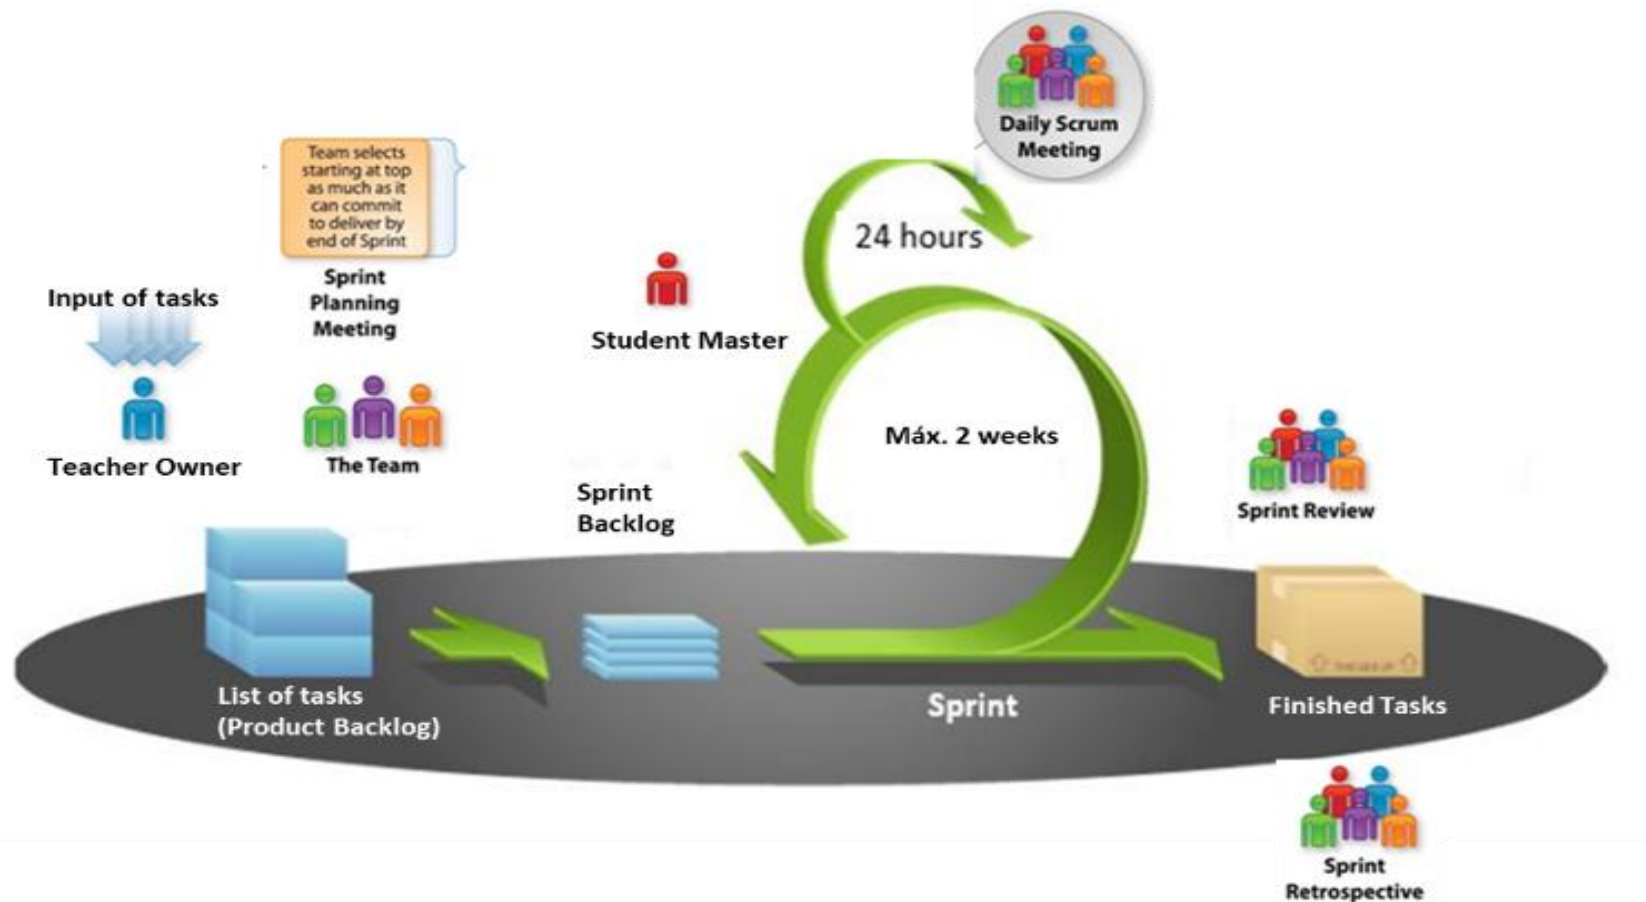 Daily Scrum
Meeting
Team selects
starting at top
as much as it
can commit
to deliver by
end of Sprint
Sprint
Planning
Meeting
24 hours
Input of tasks
Student Master
Teacher Owner
The Team
Máx. 2 weeks
Sprint
Backlog
Sprint Review
List of tasks
(Product Backlog)
Sprint
Finished Tasks
Sprint
Retrospective